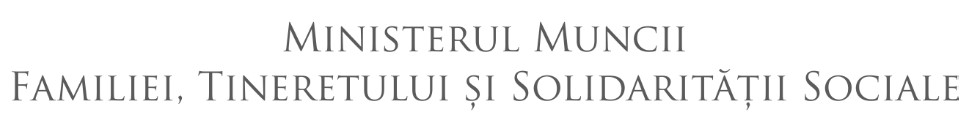 Ministerul Muncii
Familiei, Tineretului și Solidarității Sociale